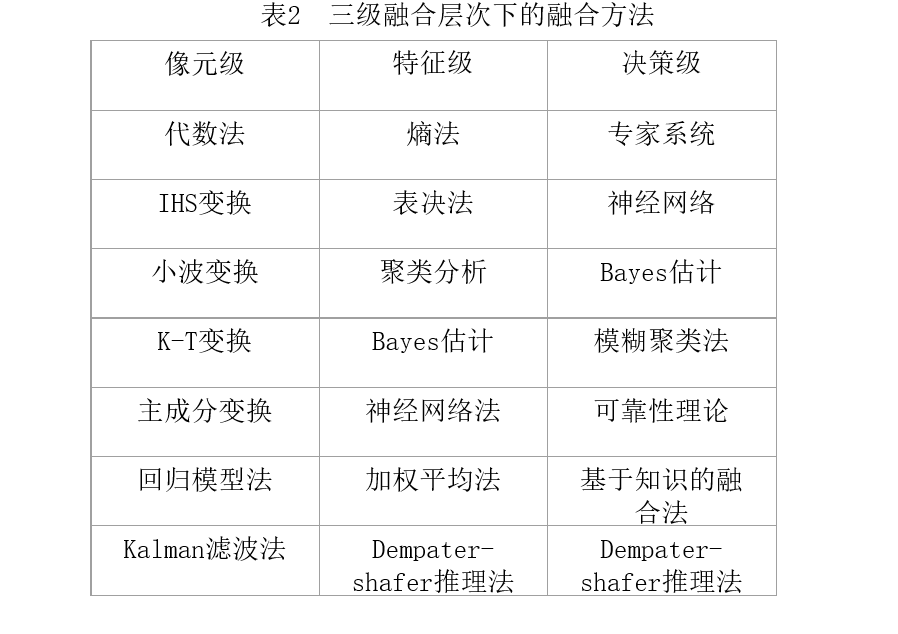 表2 三级融合层次下的融合方法
像元级 特征级 决策级
代数法 熵法 专家系统
IHS变换 表决法 神经网络
小波变换 聚类分析 Bayes估计
K-T变换 Bayes估计 模糊聚类法
主成分变换 神经网络法 可靠性理论
回归模型法 加权平均法 基于知识的融
合法
Kalman滤波法 Dempater- Dempater-
shafer推理法 shafer推理法